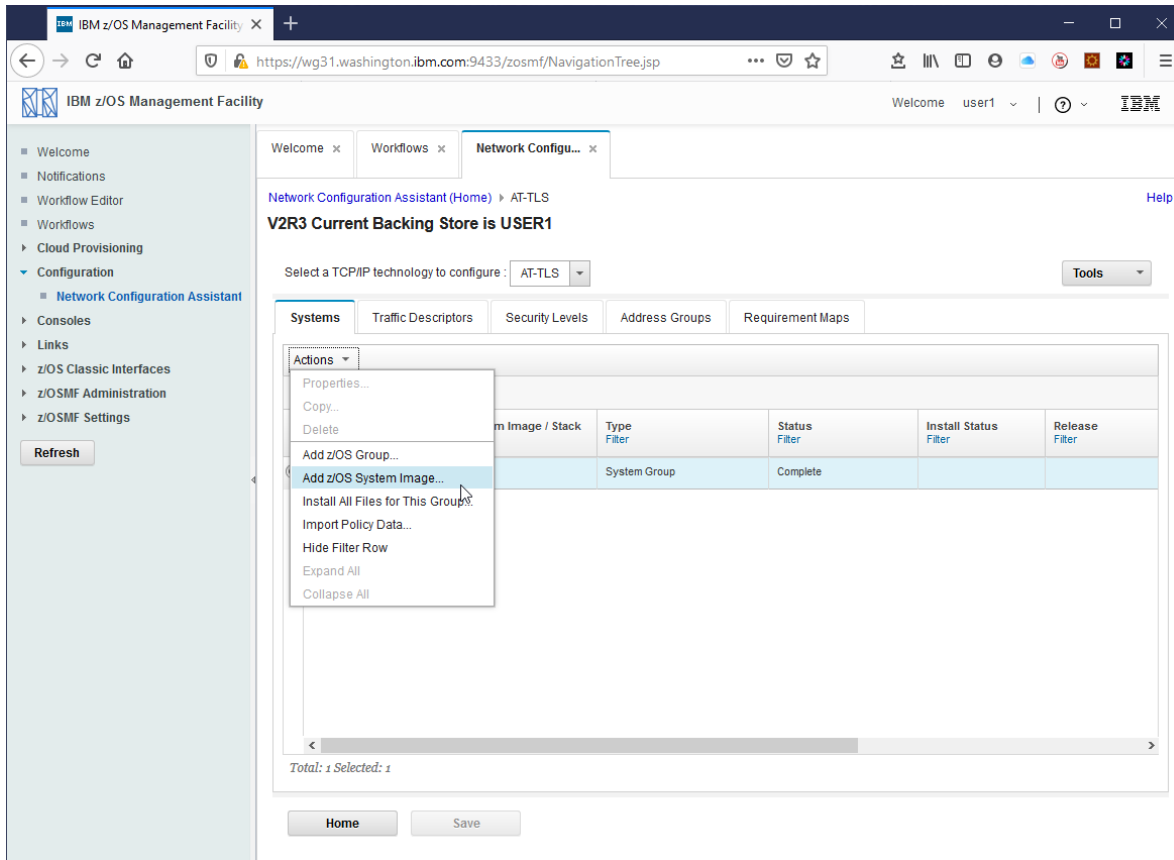 IBM z/OS Management Facility
https://wg31.washington.ibm.com:9433/zosmf/NavigationTree.jsp
IBM z/OS Management Facility
Welcome user1
IBM
Welcome
Notifications
Workflow Editor
Workflows
Cloud Provisioning
Configuration
Network Configuration Assistant
Consoles
Links
z/OS Classic Interfaces
z/OSMF Administration
z/OSMF Settings
Refresh
Welcome Workflows Network Configu...
Network Configuration Assistant (Home) AT-TLS Help
V2R3 Current Backing Store is USER1
Select a TCP/IP technology to configure : AT-TLS Tools
Systems Traffic Descriptors Security Levels Address Groups Requirement Maps
Actions
Properties...
Copy...
Delete
Add z/OS Group...
Add z/OS System Image...
Install All Files for This Group...
Import Policy Data...
Hide Filter Row
Expand All
Collapse All
Image / Stack Type Status Install Status Release
Filter Filter Filter Filter
System Group Complete
Total: 1 Selected: 1
Home Save